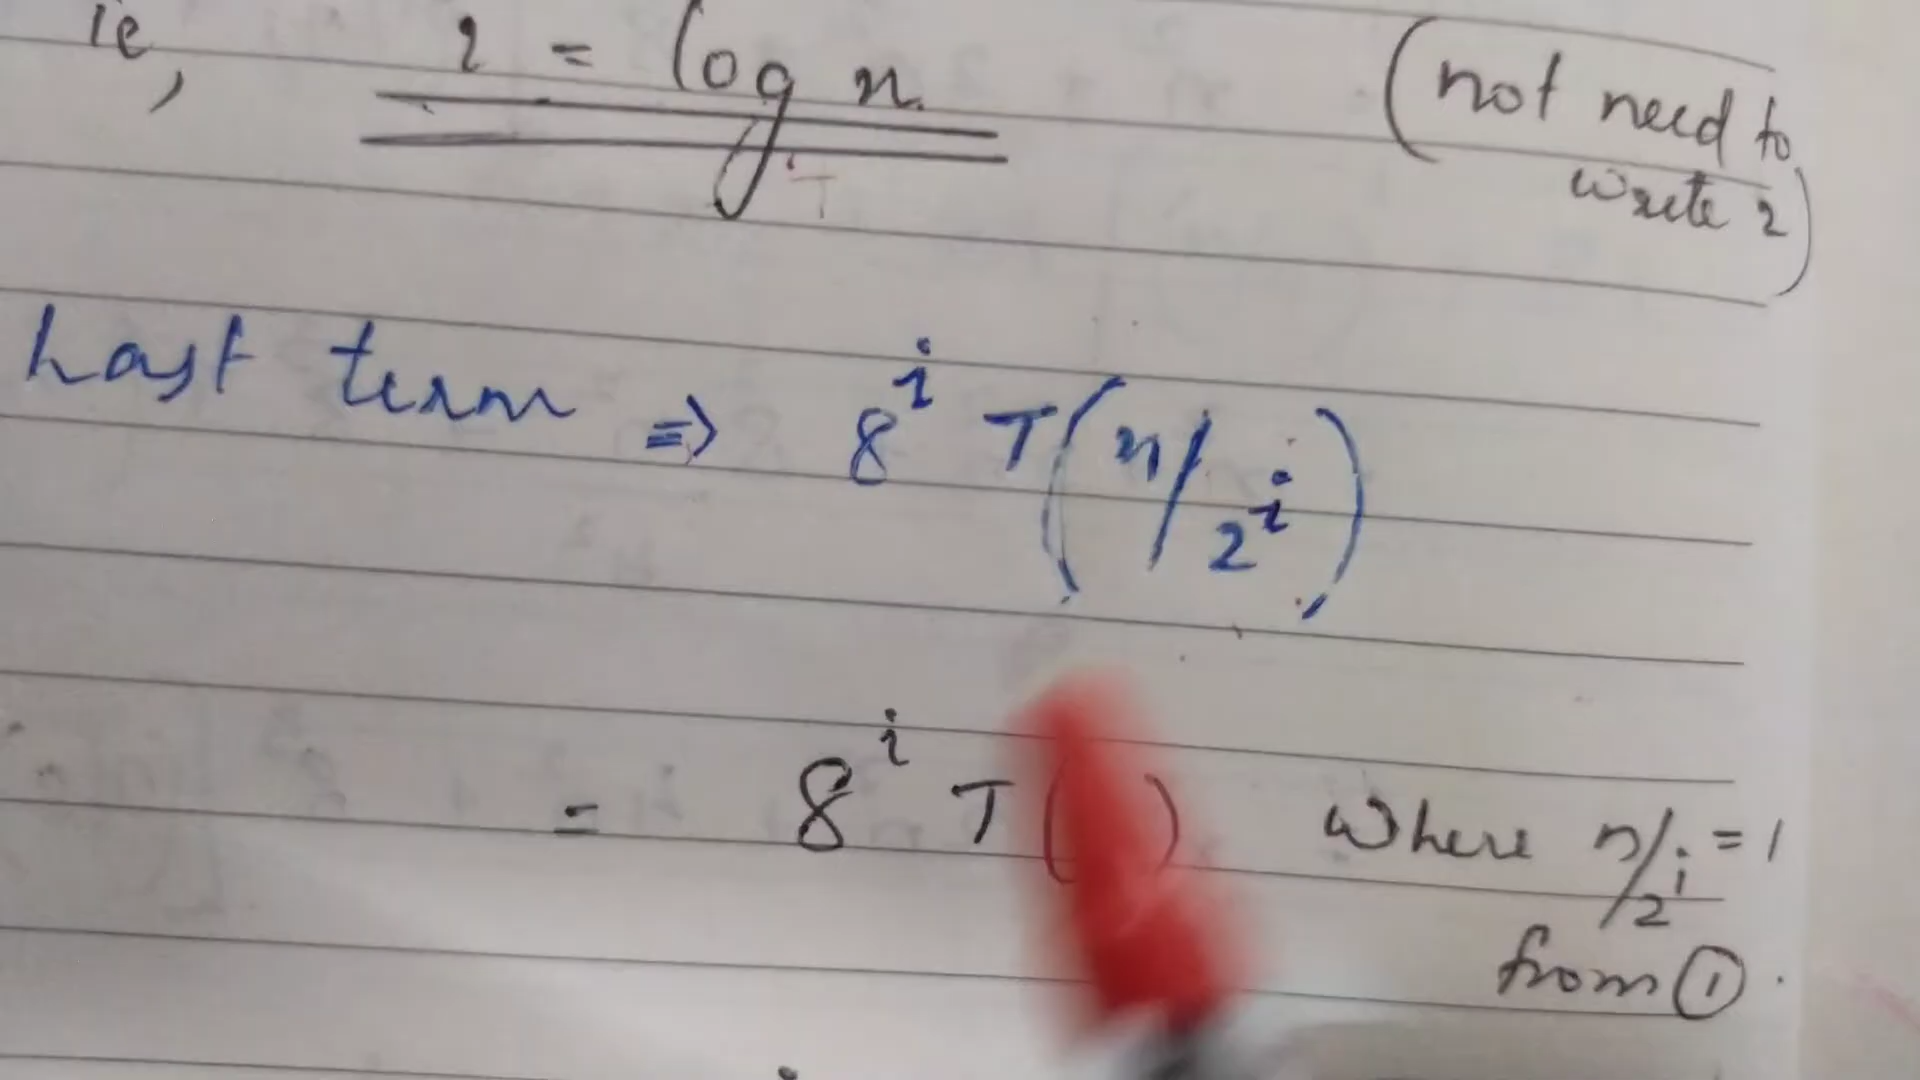 ie, i = log n. (not need to
write 2)
Last term ⇒ 8^i T(n/2^i)
= 8^i T( ) where n/2^i = 1
from ①.